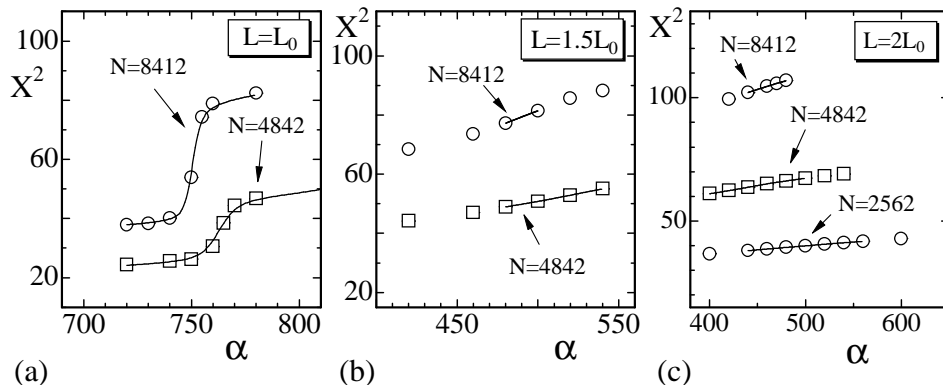 L=L₀
100
X²
N=8412
N=4842
60
20
700
750
800
α
(a)
X²
L=1.5L₀
100
N=8412
60
N=4842
20
460
500
550
α
(b)
X²
L=2L₀
N=8412
100
N=4842
50
N=2562
400
500
600
α
(c)